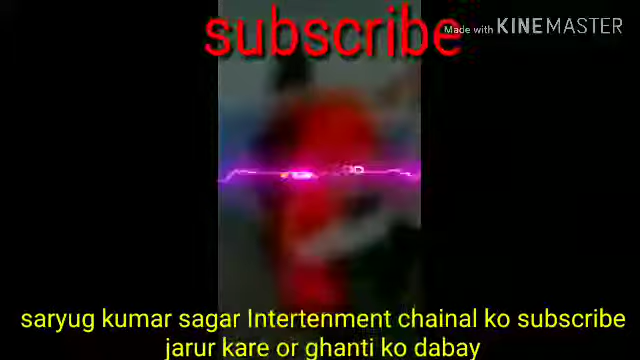 subscribe
Made with KINEMASTER
saryug kumar sagar Intertenment chainal ko subscribe
jarur kare or ghanti ko dabay